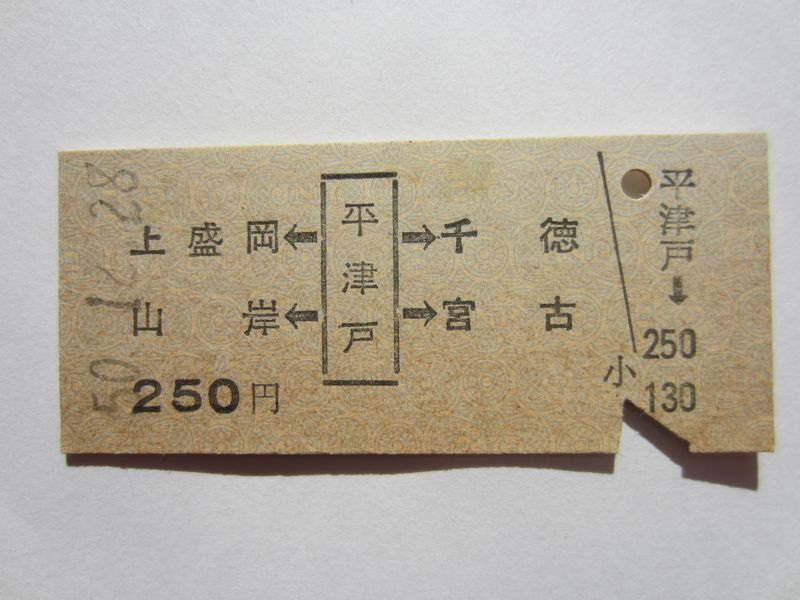 50.12.28
上盛岡←平津戸→千徳
山岸← →宮古
250円
平津戸→
250
小 130